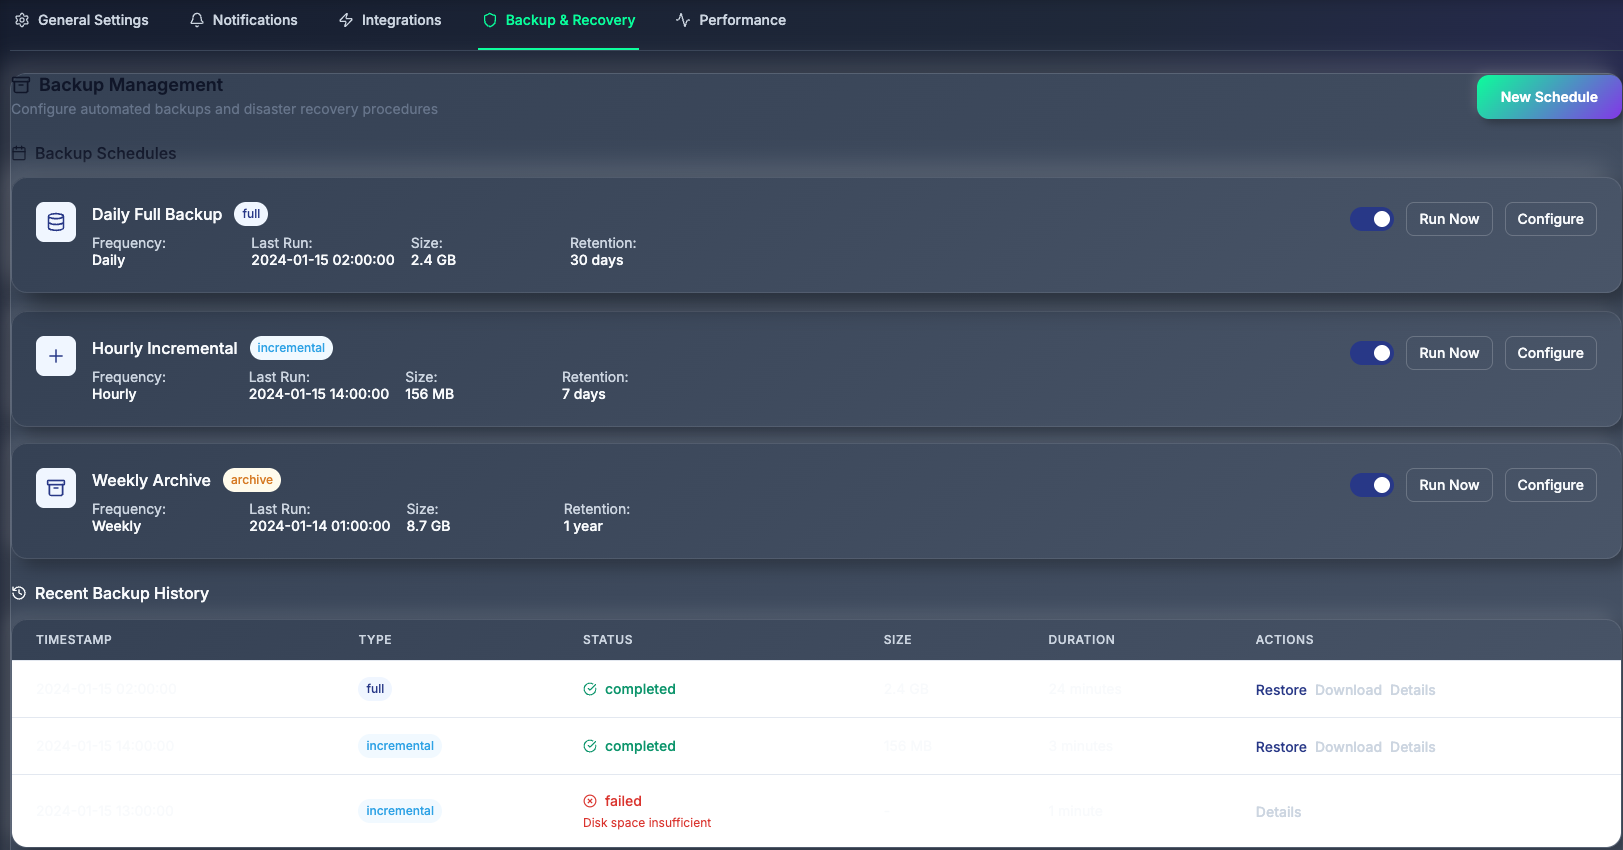 General Settings Notifications Integrations Backup & Recovery Performance
Backup Management
Configure automated backups and disaster recovery procedures
New Schedule
Backup Schedules
Daily Full Backup full
Run Now Configure
Frequency: Last Run: Size: Retention:
Daily 2024-01-15 02:00:00 2.4 GB 30 days
Hourly Incremental incremental
Run Now Configure
Frequency: Last Run: Size: Retention:
Hourly 2024-01-15 14:00:00 156 MB 7 days
Weekly Archive archive
Run Now Configure
Frequency: Last Run: Size: Retention:
Weekly 2024-01-14 01:00:00 8.7 GB 1 year
Recent Backup History
TIMESTAMP TYPE STATUS SIZE DURATION ACTIONS
2024-01-15 02:00:00 full completed 2.4 GB 24 minutes Restore Download Details
2024-01-15 14:00:00 incremental completed 156 MB 3 minutes Restore Download Details
2024-01-15 13:00:00 incremental failed - 1 minute Details
Disk space insufficient